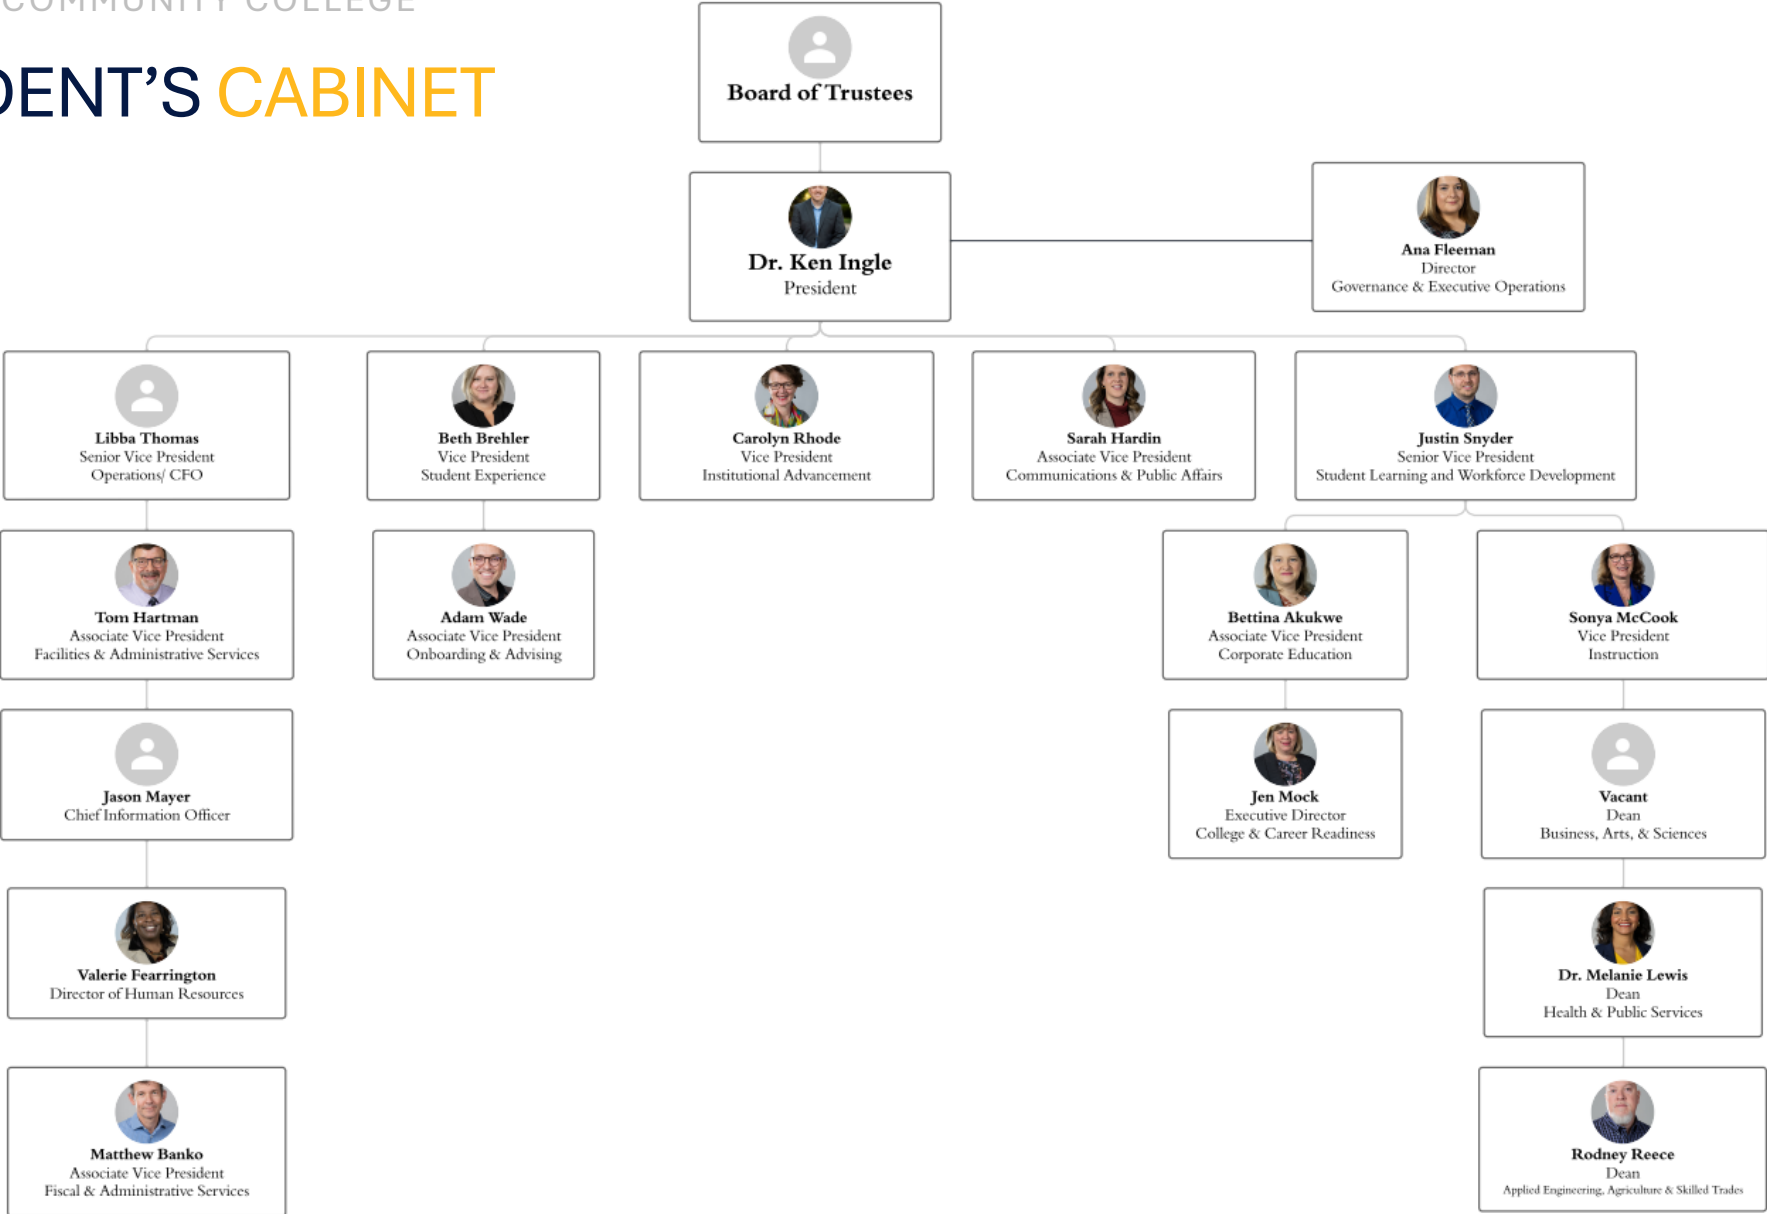 COMMUNITY COLLEGE
DENT'S CABINET
Board of Trustees
Dr. Ken Ingle
President
Ana Fleeman
Director
Governance & Executive Operations
Libba Thomas
Senior Vice President
Operations/ CFO
Beth Brehler
Vice President
Student Experience
Carolyn Rhode
Vice President
Institutional Advancement
Sarah Hardin
Associate Vice President
Communications & Public Affairs
Justin Snyder
Senior Vice President
Student Learning and Workforce Development
Tom Hartman
Associate Vice President
Facilities & Administrative Services
Adam Wade
Associate Vice President
Onboarding & Advising
Bettina Akukwe
Associate Vice President
Corporate Education
Sonya McCook
Vice President
Instruction
Jason Mayer
Chief Information Officer
Jen Mock
Executive Director
College & Career Readiness
Vacant
Dean
Business, Arts, & Sciences
Valerie Fearrington
Director of Human Resources
Dr. Melanie Lewis
Dean
Health & Public Services
Matthew Banko
Associate Vice President
Fiscal & Administrative Services
Rodney Reece
Dean
Applied Engineering, Agriculture & Skilled Trades